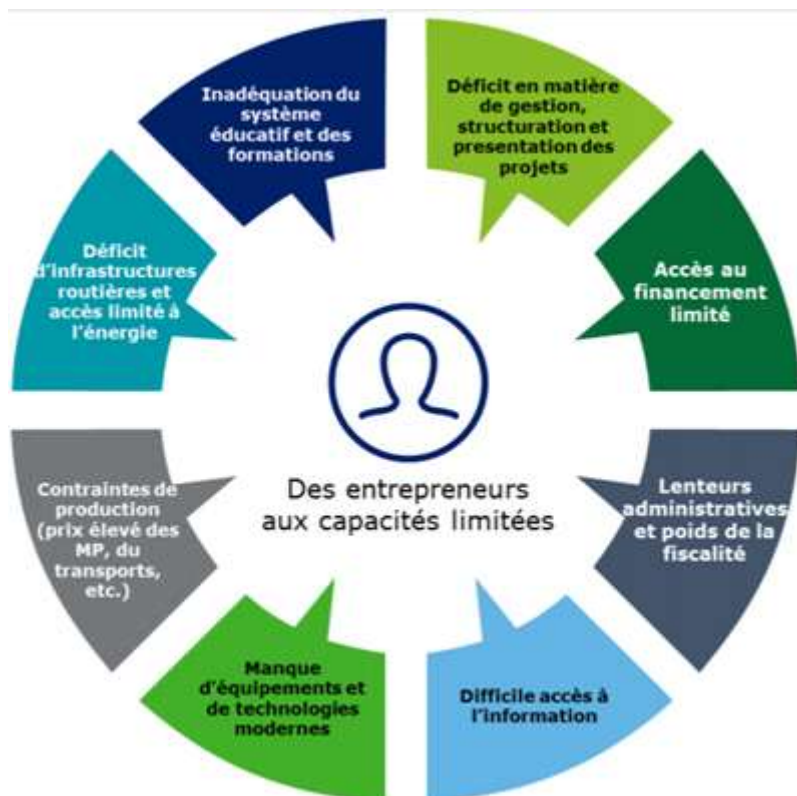 Inadéquation du
système
éducatif et des
formations
Déficit en matière
de gestion,
structuration et
presentation des
projets
Accès au
financement
limité
Lenteurs
administratives
et poids de la
fiscalité
Difficile accès à
l'information
Manque
d'équipements et
de technologies
modernes
Contraintes de
production
(prix élevé des
MP, du
transports,
etc.)
Déficit
d'infrastructures
routières et
accès limité à
l'énergie
Des entrepreneurs
aux capacités limitées